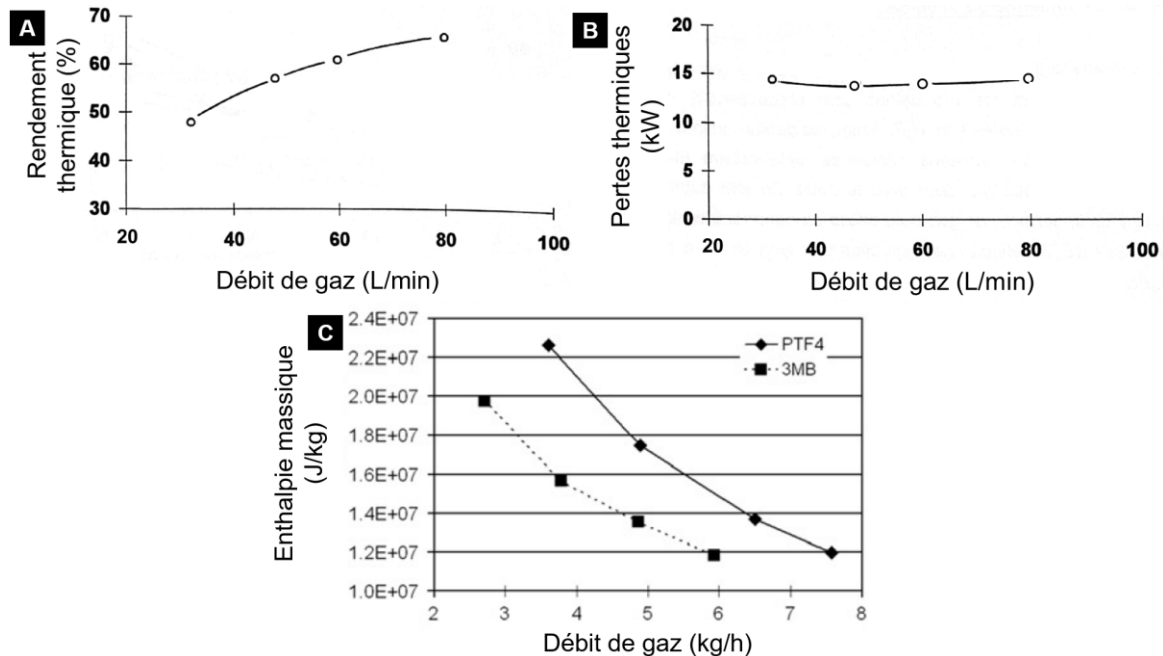 A
Rendement
thermique (%)
70
60
50
40
30
20
40
60
80
100
Débit de gaz (L/min)
B
Pertes thermiques
(kW)
20
15
10
5
0
20
40
60
80
100
Débit de gaz (L/min)
C
Enthalpie massique
(J/kg)
2.4E+07
2.2E+07
2.0E+07
1.8E+07
1.6E+07
1.4E+07
1.2E+07
1.0E+07
PTF4
3MB
2
3
4
5
6
7
8
Débit de gaz (kg/h)